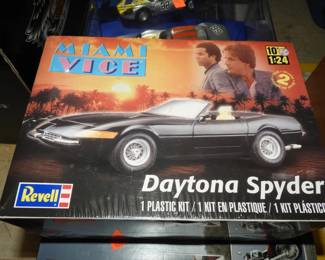 MIAMI
VICE
10
1:24
2
Daytona Spyder
Revell
1 PLASTIC KIT / 1 KIT EN PLASTIQUE / 1 KIT PLÁSTICO